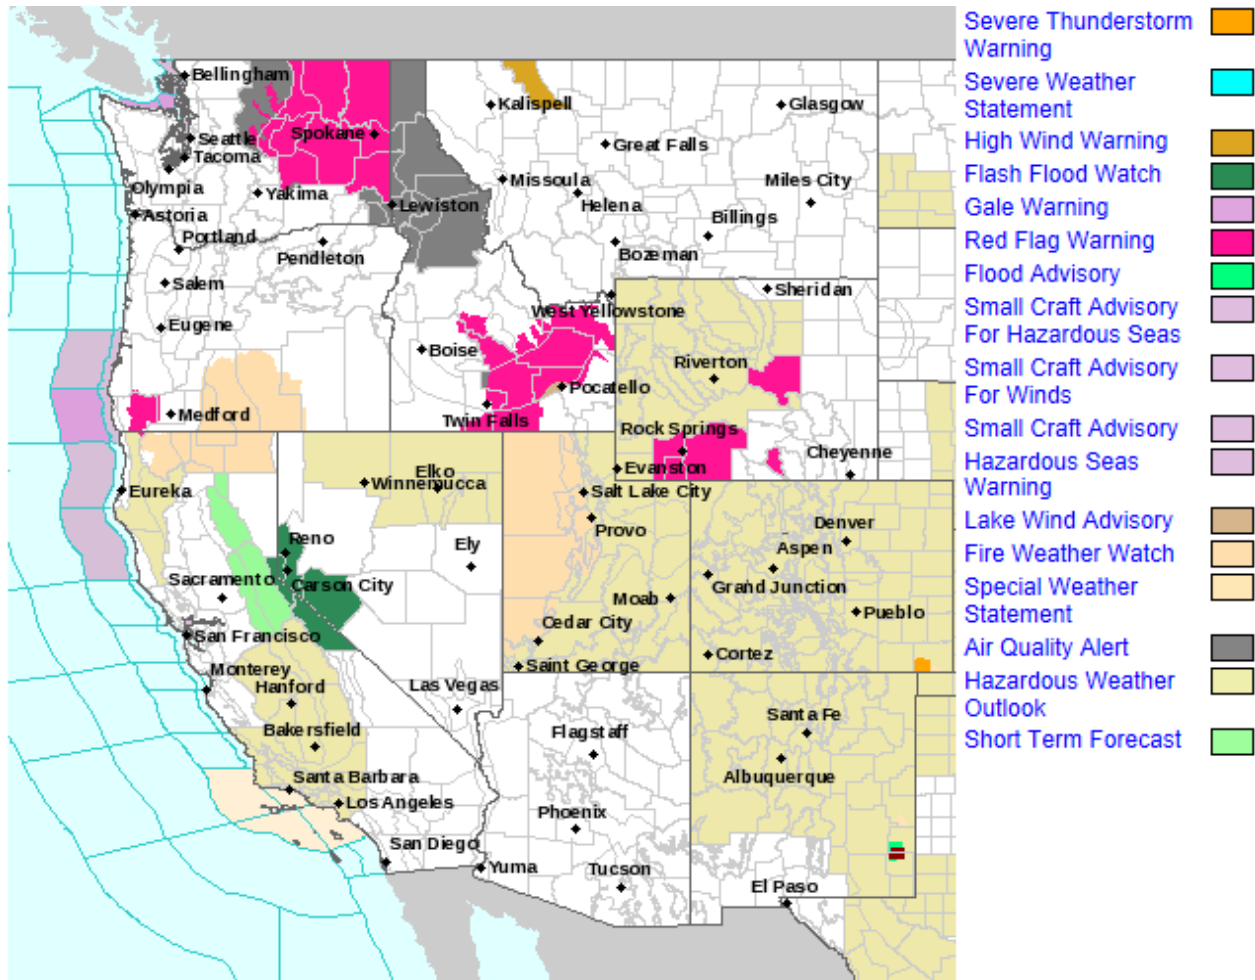 Bellingham
Kalispell
Glasgow
Spokane
Seattle
Great Falls
Tacoma
Missoula
Miles City
Olympia
Yakima
Lewiston
Helena
Astoria
Billings
Portland
Pendleton
Bozeman
Salem
Sheridan
West Yellowstone
Eugene
Boise
Riverton
Pocatello
Medford
Twin Falls
Rock Springs
Cheyenne
Elko
Evanston
Winnemucca
Eureka
Salt Lake City
Provo
Denver
Reno
Ely
Aspen
Sacramento
Carson City
Grand Junction
Moab
Pueblo
Cedar City
San Francisco
Cortez
Saint George
Monterey
Hanford
Las Vegas
Santa Fe
Bakersfield
Flagstaff
Santa Barbara
Albuquerque
Los Angeles
Phoenix
San Diego
Yuma
Tucson
El Paso
Severe Thunderstorm
Warning
Severe Weather
Statement
High Wind Warning
Flash Flood Watch
Gale Warning
Red Flag Warning
Flood Advisory
Small Craft Advisory
For Hazardous Seas
Small Craft Advisory
For Winds
Small Craft Advisory
Hazardous Seas
Warning
Lake Wind Advisory
Fire Weather Watch
Special Weather
Statement
Air Quality Alert
Hazardous Weather
Outlook
Short Term Forecast